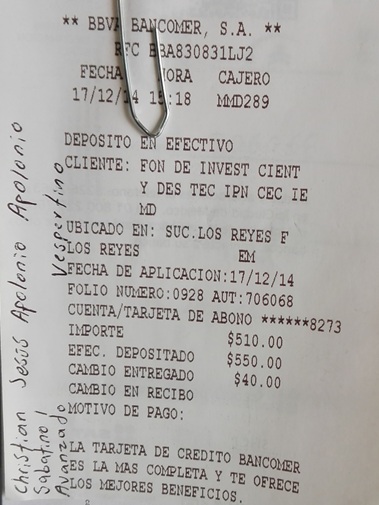 ** BBVA BANCOMER, S.A. **
RFC BBA830831LJ2
FECHA HORA CAJERO
17/12/14 15:18 MMD289
DEPOSITO EN EFECTIVO
CLIENTE: FON DE INVEST CIENT
Y DES TEC IPN CEC IE
MD
UBICADO EN: SUC.LOS REYES F
LOS REYES EM
FECHA DE APLICACION:17/12/14
FOLIO NUMERO:0928 AUT:706068
CUENTA/TARJETA DE ABONO ******8273
IMPORTE $510.00
EFEC. DEPOSITADO $550.00
CAMBIO ENTREGADO $40.00
CAMBIO EN RECIBO
MOTIVO DE PAGO:
LA TARJETA DE CREDITO BANCOMER
ES LA MAS COMPLETA Y TE OFRECE
LOS MEJORES BENEFICIOS.
Christian Jesús Apolonio Apolonio
Sabatino 1 Vespertino
Avanzado